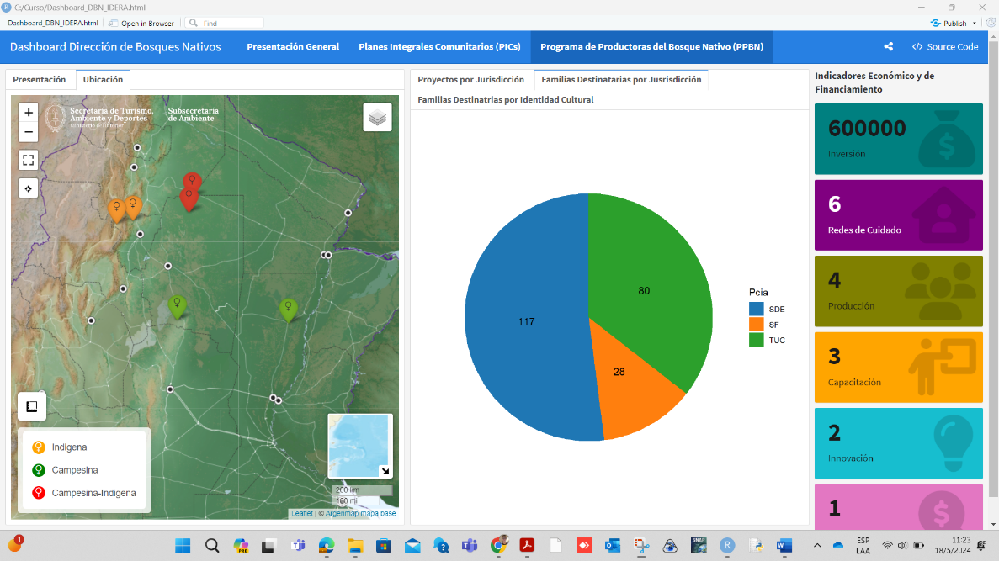 C:/Curso/Dashboard_DBN_IDERA.html
Dashboard_DBN_IDERA.html
Open in Browser
Find
Publish
Dashboard Dirección de Bosques Nativos
Presentación General
Planes Integrales Comunitarios (PICs)
Programa de Productoras del Bosque Nativo (PPBN)
Source Code
Presentación
Ubicación
Secretaría de Turismo,
Ambiente y Deportes
Ministerio del Interior
Subsecretaría
de Ambiente
+
−
Indigena
Campesina
Campesina-Indigena
200 km
100 mi
Leaflet | © Argenmap mapa base
Proyectos por Jurisdicción
Familias Destinatarias por Jusrisdicción
Familias Destinatrias por Identidad Cultural
117
80
28
Pcia
SDE
SF
TUC
Indicadores Económico y de
Financiamiento
600000
Inversión
6
Redes de Cuidado
4
Producción
3
Capacitación
2
Innovación
1
1
PRE
SNAP
ESP
LAA
11:23
18/5/2024